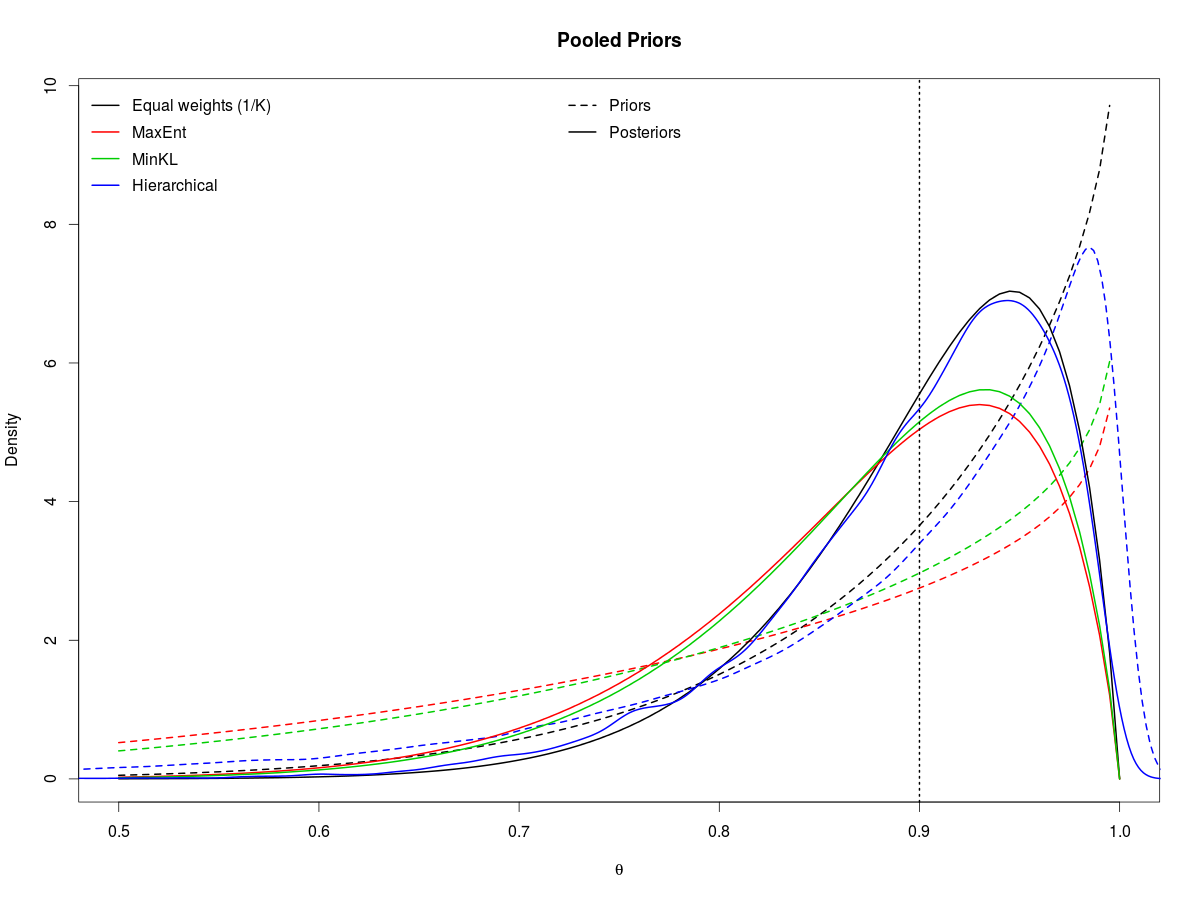 Pooled Priors
Equal weights (1/K)
MaxEnt
MinKL
Hierarchical
Priors
Posteriors
Density
0
2
4
6
8
10
0.5
0.6
0.7
0.8
0.9
1.0
θ